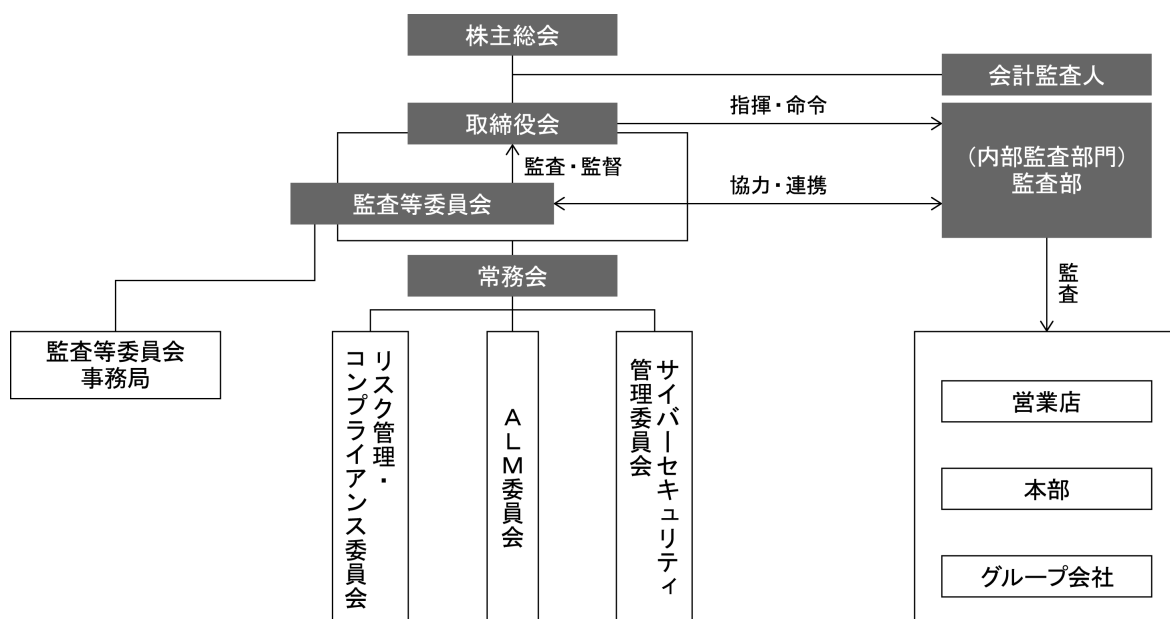 株主総会
会計監査人
指揮・命令
取締役会
(内部監査部門)
監査部
監査・監督
協力・連携
監査等委員会
常務会
監査
監査等委員会
事務局
リスク管理・
コンプライアンス委員会
ALM委員会
サイバーセキュリティ
管理委員会
営業店
本部
グループ会社